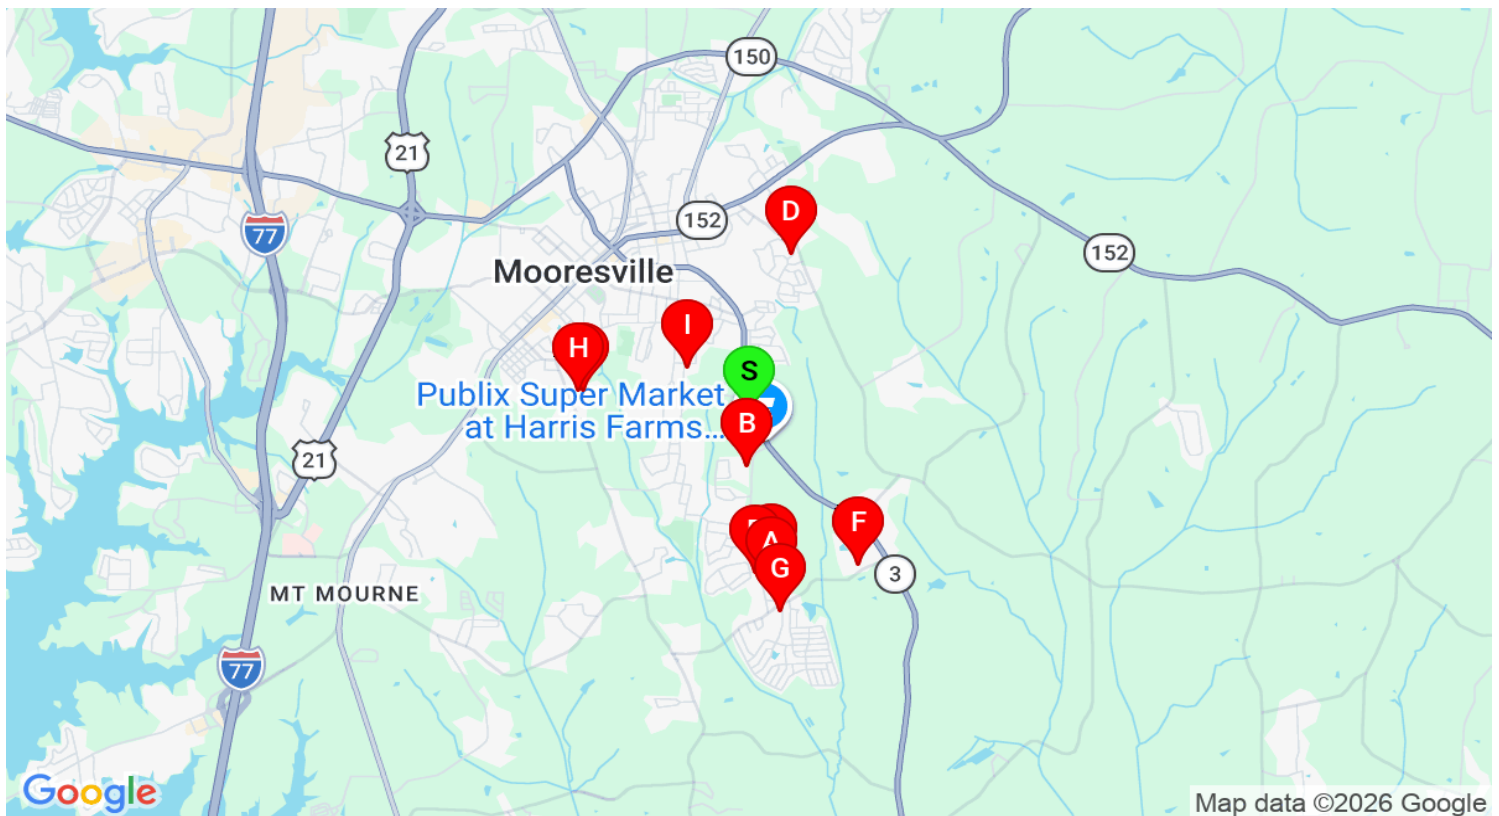 150
21
D
152
77
152
Mooresville
I
H
S
Publix Super Market
at Harris Farms...
B
21
F
A
G
3
MT MOURNE
77
Google
Map data ©2026 Google